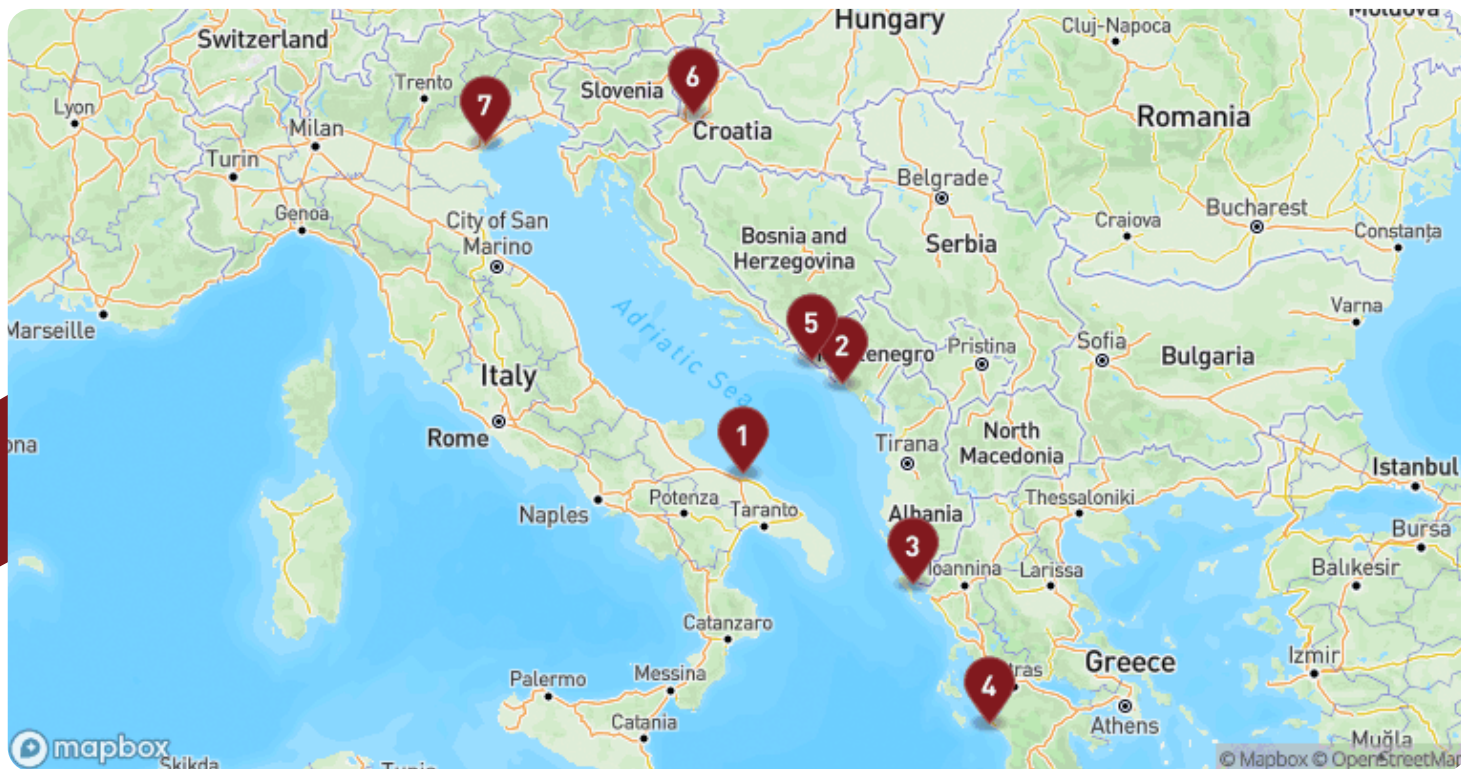 Hungary
Moldova
Cluj-Napoca
Switzerland
Trento
Slovenia
6
7
Lyon
Milan
Croatia
Romania
Turin
Belgrade
Genoa
City of San
Marino
Bosnia and
Herzegovina
Serbia
Craiova
Bucharest
Constanța
Marseille
Adriatic Sea
5
2
Pristina
Sofia
Varna
Bulgaria
Italy
Rome
1
Tirana
North
Macedonia
Istanbul
Naples
Potenza
Taranto
Albania
Thessaloniki
Bursa
3
Ioannina
Larissa
Balıkesir
Catanzaro
Messina
Palermo
4
Greece
Izmir
Catania
Athens
Muğla
mapbox
Skikda
© Mapbox © OpenStreetMap